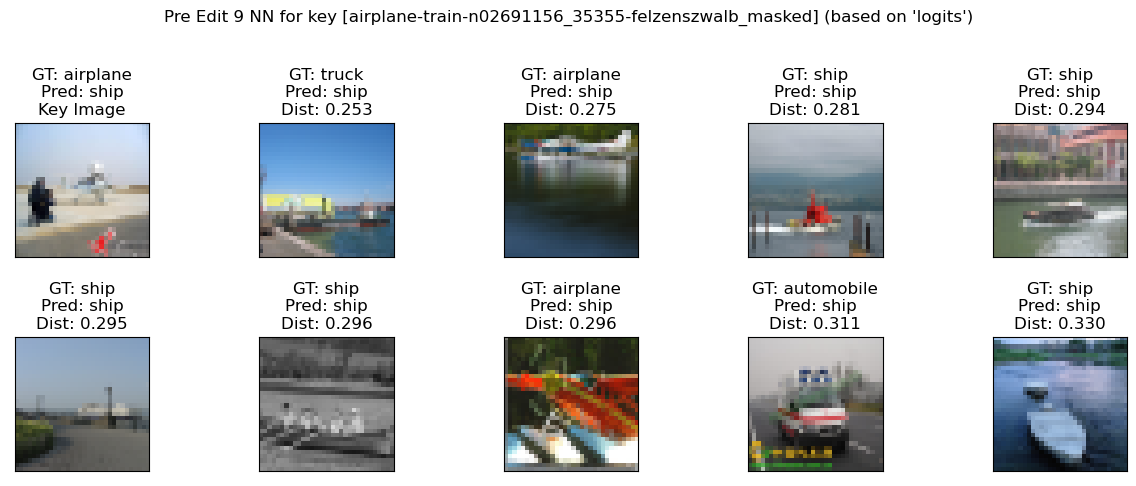 Pre Edit 9 NN for key [airplane-train-n02691156_35355-felzenszwalb_masked] (based on 'logits')
GT: airplane
Pred: ship
Key Image
GT: truck
Pred: ship
Dist: 0.253
GT: airplane
Pred: ship
Dist: 0.275
GT: ship
Pred: ship
Dist: 0.281
GT: ship
Pred: ship
Dist: 0.294
GT: ship
Pred: ship
Dist: 0.295
GT: ship
Pred: ship
Dist: 0.296
GT: airplane
Pred: ship
Dist: 0.296
GT: automobile
Pred: ship
Dist: 0.311
GT: ship
Pred: ship
Dist: 0.330